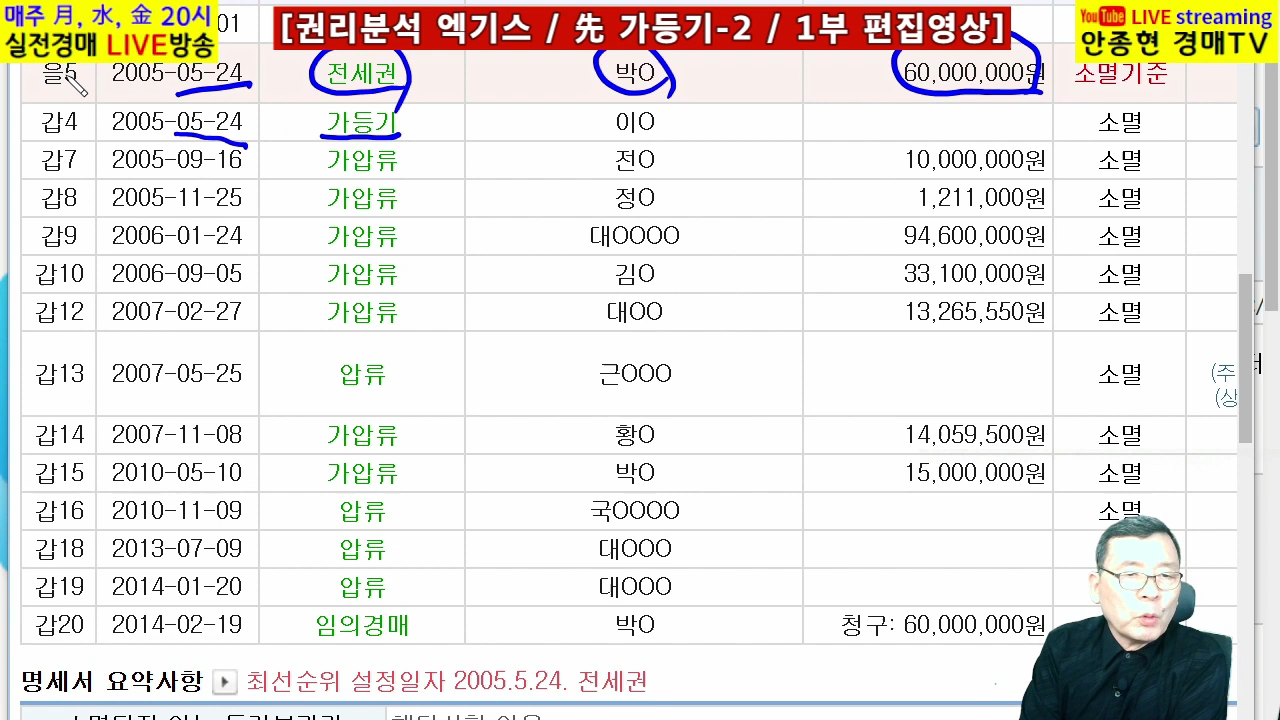 매주 月, 水, 金 20시
실전경매 LIVE방송
01
[권리분석 엑기스 / 先 가등기-2 / 1부 편집영상]
YouTube LIVE streaming
안종현 경매TV
을5 2005-05-24 전세권 박O 60,000,000원 소멸기준
갑4 2005-05-24 가등기 이O 소멸
갑7 2005-09-16 가압류 전O 10,000,000원 소멸
갑8 2005-11-25 가압류 정O 1,211,000원 소멸
갑9 2006-01-24 가압류 대OOOO 94,600,000원 소멸
갑10 2006-09-05 가압류 김O 33,100,000원 소멸
갑12 2007-02-27 가압류 대OO 13,265,550원 소멸
갑13 2007-05-25 압류 근OOO 소멸 (주
(상
갑14 2007-11-08 가압류 황O 14,059,500원 소멸
갑15 2010-05-10 가압류 박O 15,000,000원 소멸
갑16 2010-11-09 압류 국OOOO 소멸
갑18 2013-07-09 압류 대OOO
갑19 2014-01-20 압류 대OOO
갑20 2014-02-19 임의경매 박O 청구: 60,000,000원
명세서 요약사항 최선순위 설정일자 2005.5.24. 전세권